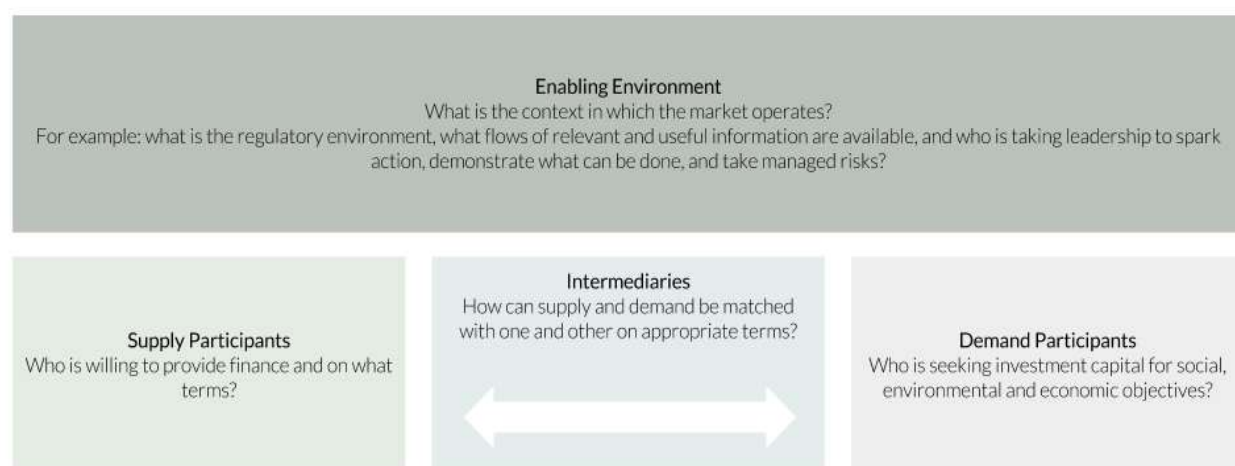 Enabling Environment
What is the context in which the market operates?
For example: what is the regulatory environment, what flows of relevant and useful information are available, and who is taking leadership to spark
action, demonstrate what can be done, and take managed risks?
Supply Participants
Who is willing to provide finance and on what
terms?
Intermediaries
How can supply and demand be matched
with one and other on appropriate terms?
Demand Participants
Who is seeking investment capital for social,
environmental and economic objectives?